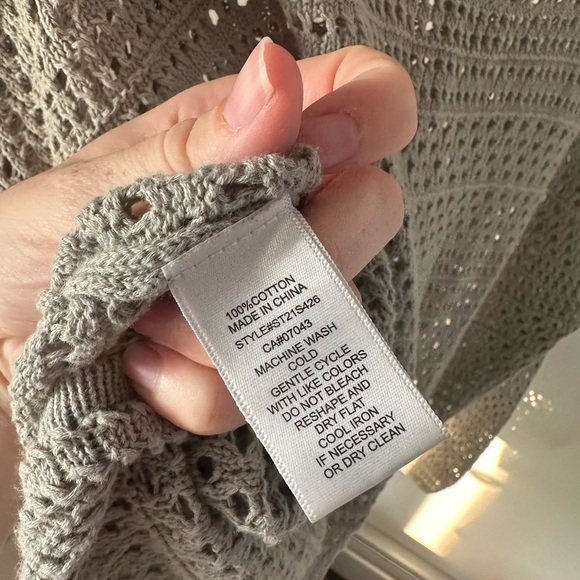 100%COTTON
MADE IN CHINA
STYLE#ST21S426
CA#07043
MACHINE WASH
COLD
GENTLE CYCLE
WITH LIKE COLORS
DO NOT BLEACH
RESHAPE AND
DRY FLAT
COOL IRON
IF NECESSARY
OR DRY CLEAN